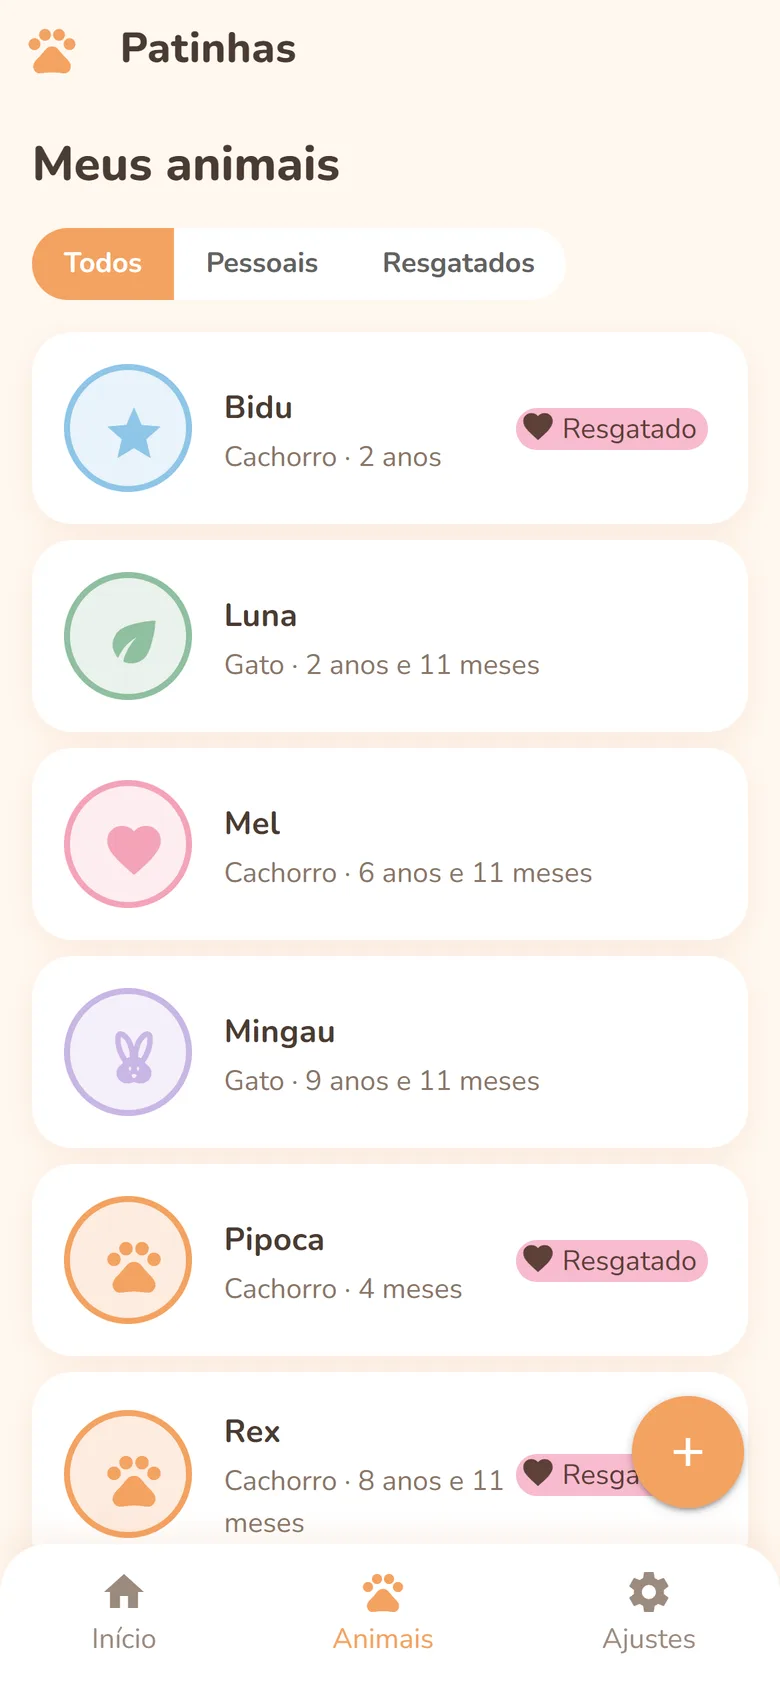 Patinhas
Meus animais
Todos
Pessoais
Resgatados
Bidu
Cachorro · 2 anos
Resgatado
Luna
Gato · 2 anos e 11 meses
Mel
Cachorro · 6 anos e 11 meses
Mingau
Gato · 9 anos e 11 meses
Pipoca
Cachorro · 4 meses
Resgatado
Rex
Cachorro · 8 anos e 11
meses
Resga
+
Início
Animais
Ajustes